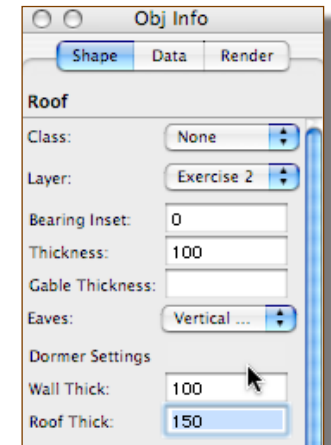 Obj Info
Shape Data Render
Roof
Class: None
Layer: Exercise 2
Bearing Inset: 0
Thickness: 100
Gable Thickness:
Eaves: Vertical ...
Dormer Settings
Wall Thick: 100
Roof Thick: 150